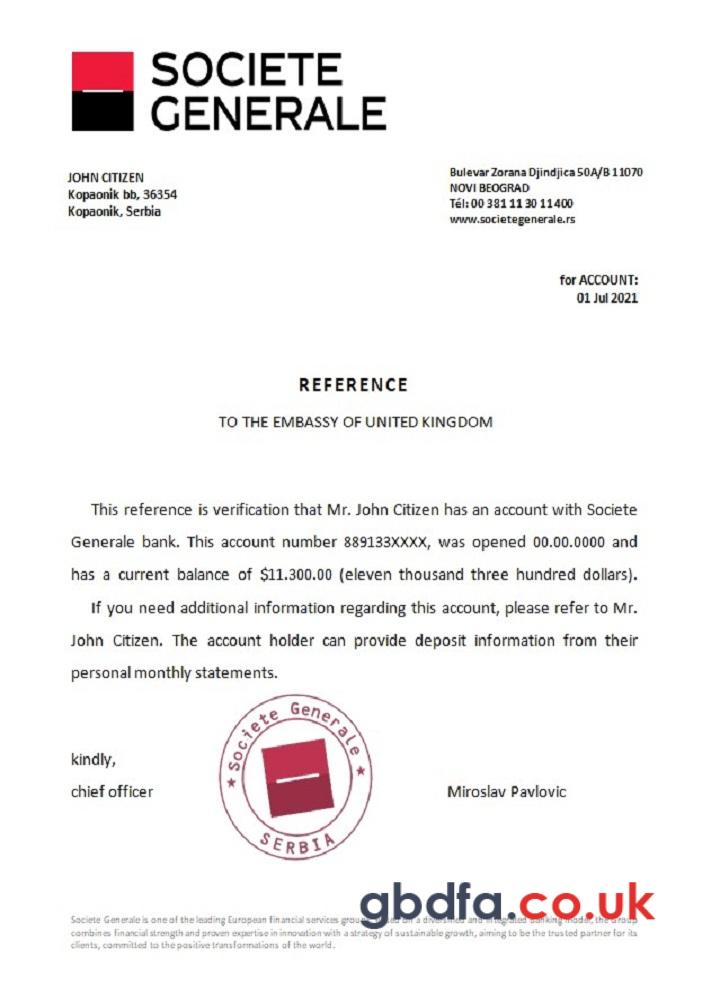 SOCIETE
GENERALE
JOHN CITIZEN
Kopaonik bb, 36354
Kopaonik, Serbia
Bulevar Zorana Djindjica 50A/B 11070
NOVI BEOGRAD
Tél: 00 381 11 30 11400
www.societegenerale.rs
for ACCOUNT:
01 Jul 2021
REFERENCE
TO THE EMBASSY OF UNITED KINGDOM
This reference is verification that Mr. John Citizen has an account with Societe
Generale bank. This account number 889133XXXX, was opened 00.00.0000 and
has a current balance of $11.300.00 (eleven thousand three hundred dollars).
If you need additional information regarding this account, please refer to Mr.
John Citizen. The account holder can provide deposit information from their
personal monthly statements.
kindly,
chief officer
Societe Generale
SERBIA
Miroslav Pavlovic
gbdfa.co.uk
Societe Generale is one of the leading European financial services on a diversified and integrated banking model, the Group
combines financial strength and proven expertise in innovation with a strategy of sustainable growth, aiming to be the trusted partner for its
clients, committed to the positive transformations of the world.